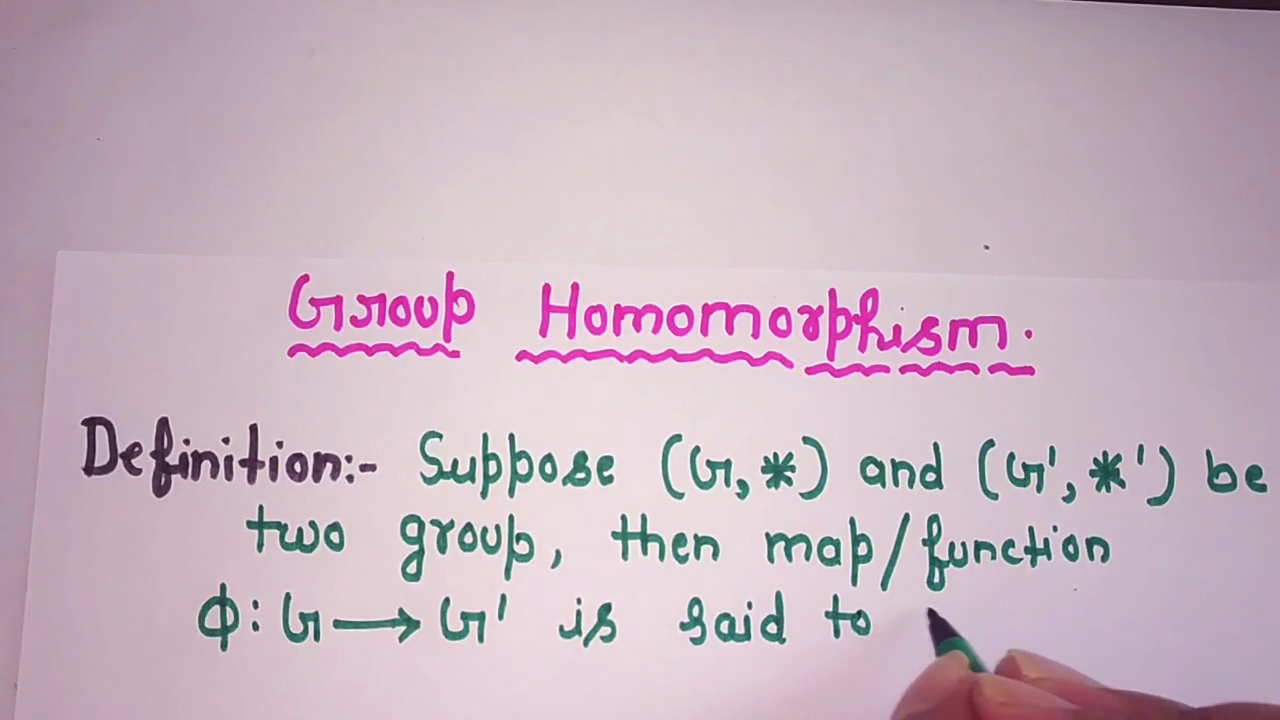 Group Homomorphism.
Definition:- Suppose (G, *) and (G', *') be
two group, then map/function
Φ: G ⟶ G' is said to